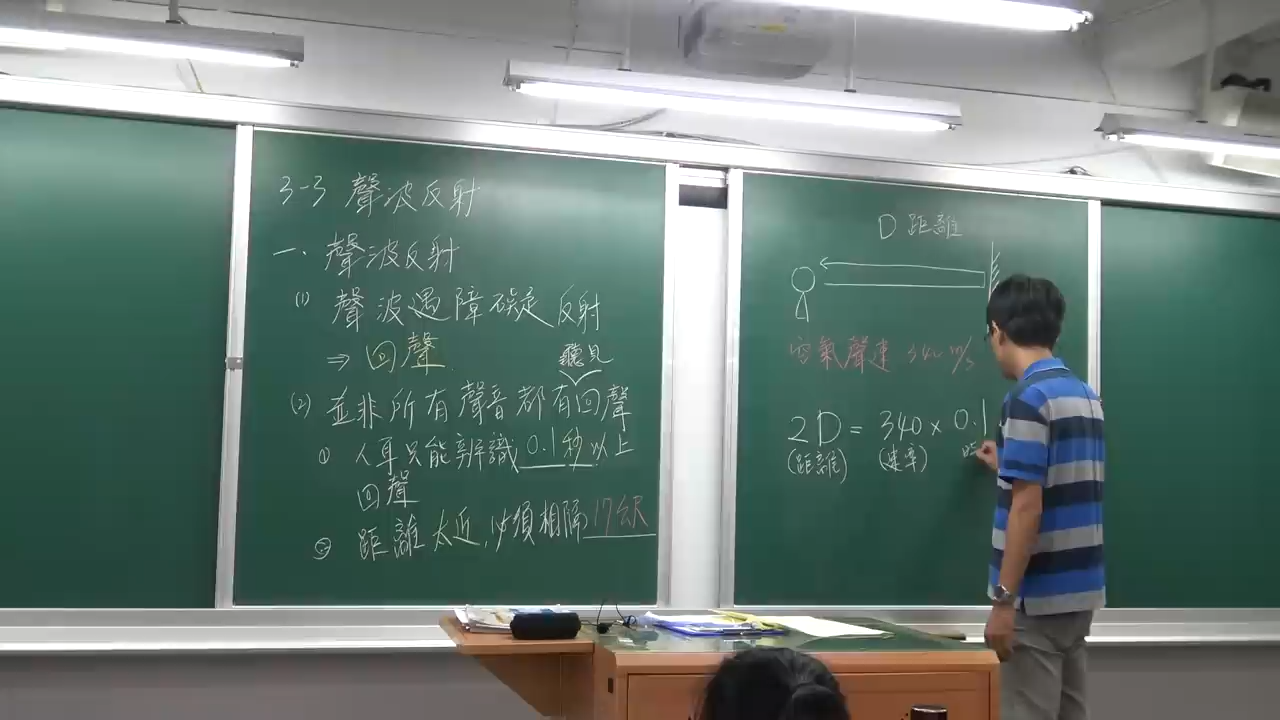 3-3 聲波反射
一. 聲波反射
(1) 聲波遇障礙是反射
⇒ 回聲
聽見
(2) 並非所有聲音都有回聲
① 人耳只能辨識 0.1秒以上
回聲
② 距離太近,必須相隔17公尺
D 距離
空氣聲速 340 m/s
2D = 340 × 0.1
(距離) (速率)